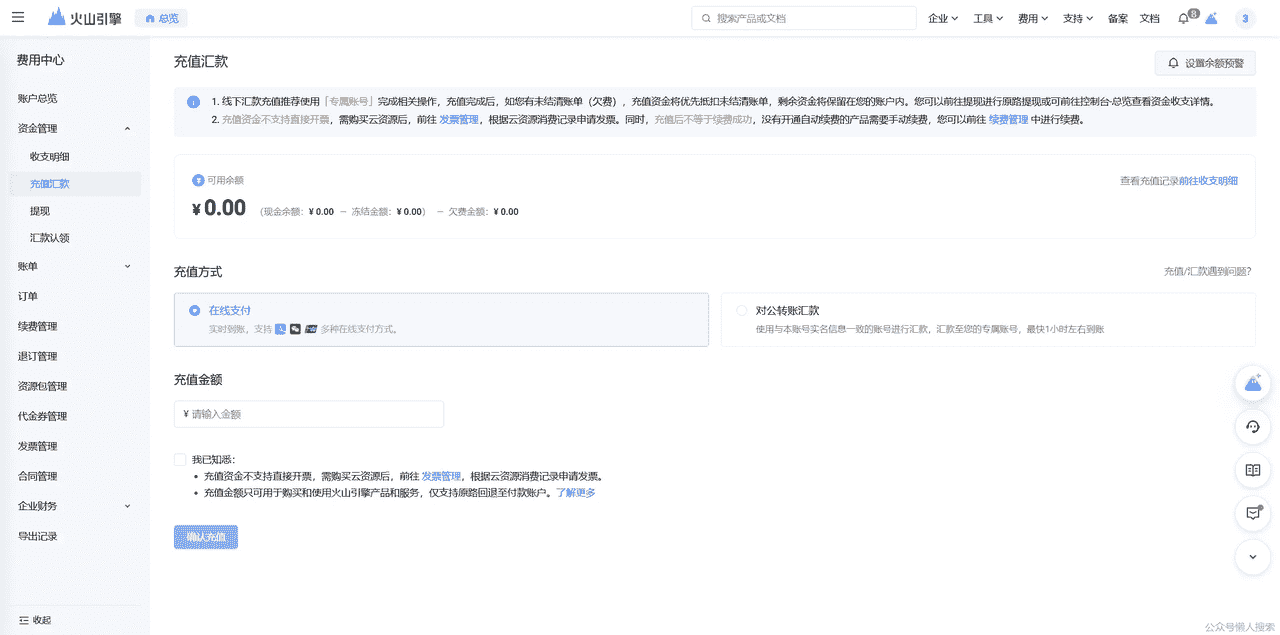 火山引擎
总览
搜索产品或文档
企业
工具
费用
支持
备案
文档
8
3
费用中心
账户总览
资金管理
收支明细
充值汇款
提现
汇款认领
账单
订单
续费管理
退订管理
资源包管理
代金券管理
发票管理
合同管理
企业财务
导出记录
收起
充值汇款
设置余额预警
1. 线下汇款充值推荐使用「专属账号」完成相关操作，充值完成后，如您有未结清账单（欠费），充值资金将优先抵扣未结清账单，剩余资金将保留在您的账户内。您可以前往提现进行原路提现或可前往控制台-总览查看资金收支详情。
2. 充值资金不支持直接开票，需购买云资源后，前往 发票管理，根据云资源消费记录申请发票。同时，充值后不等于续费成功，没有开通自动续费的产品需要手动续费，您可以前往 续费管理 中进行续费。
可用余额
查看充值记录前往收支明细
¥ 0.00 （现金余额：¥ 0.00 － 冻结金额：¥ 0.00） － 欠费金额：¥ 0.00
充值方式
充值/汇款遇到问题?
在线支付
实时到账，支持 多种在线支付方式。
对公转账汇款
使用与本账号实名信息一致的账号进行汇款，汇款至您的专属账号，最快1小时左右到账
充值金额
¥ 请输入金额
我已知悉：
• 充值资金不支持直接开票，需购买云资源后，前往 发票管理，根据云资源消费记录申请发票。
• 充值金额只可用于购买和使用火山引擎产品和服务，仅支持原路回退至付款账户。了解更多
确认充值
公众号懒人搜索